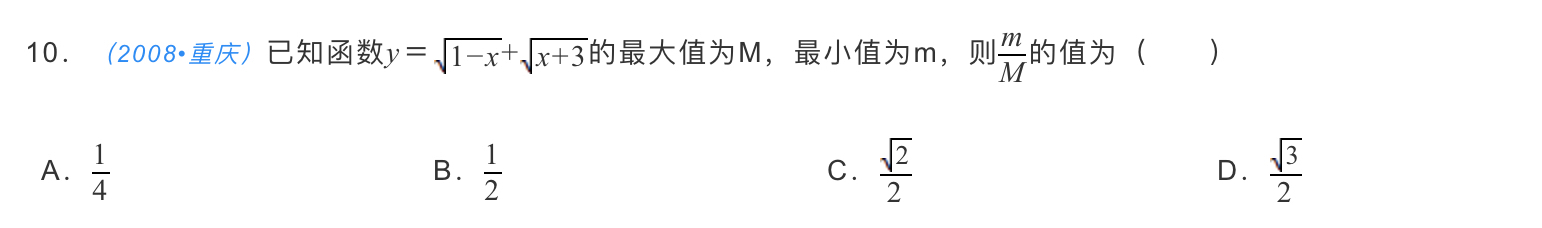 10. （2008•重庆）已知函数y=√(1−x)+√(x+3)的最大值为M，最小值为m，则m/M的值为（　　）
A. 1/4　B. 1/2　C. √2/2　D. √3/2